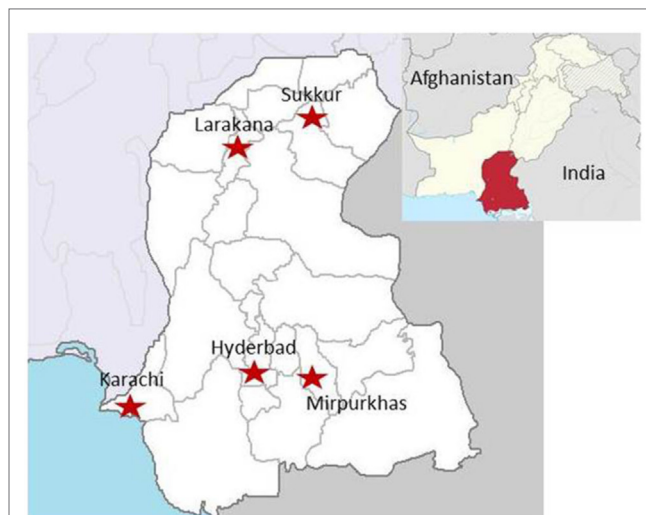 Afghanistan
Sukkur
Larakana
India
Hyderbad
Karachi
Mirpurkhas